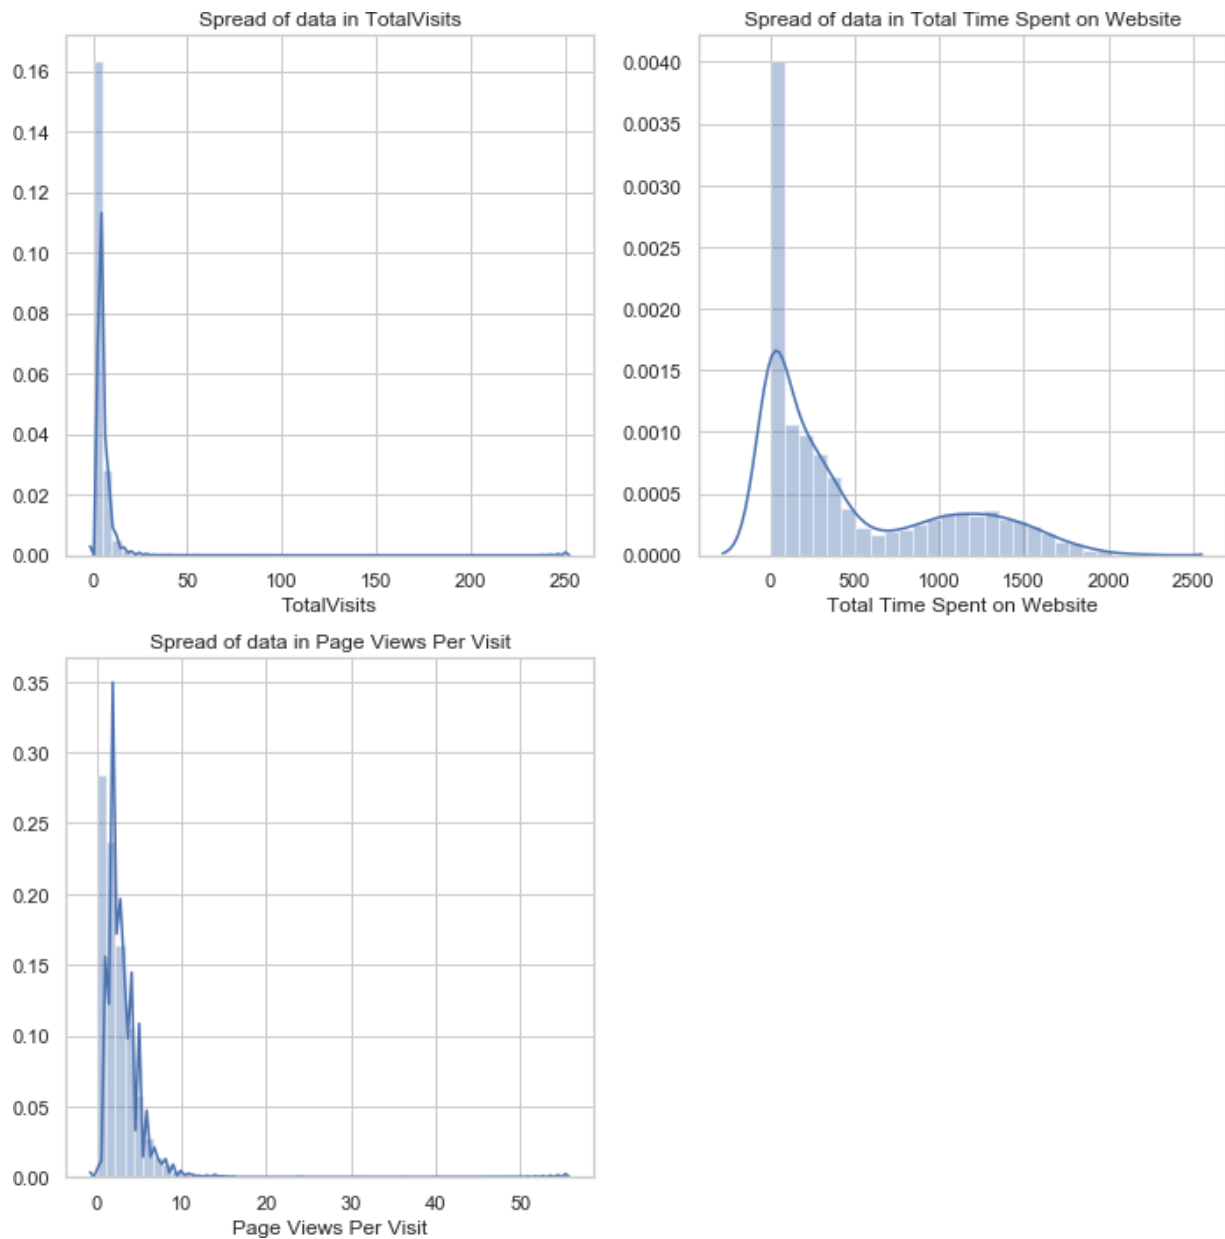 Spread of data in TotalVisits
0.16
0.14
0.12
0.10
0.08
0.06
0.04
0.02
0.00
0 50 100 150 200 250
TotalVisits
Spread of data in Total Time Spent on Website
0.0040
0.0035
0.0030
0.0025
0.0020
0.0015
0.0010
0.0005
0.0000
0 500 1000 1500 2000 2500
Total Time Spent on Website
Spread of data in Page Views Per Visit
0.35
0.30
0.25
0.20
0.15
0.10
0.05
0.00
0 10 20 30 40 50
Page Views Per Visit